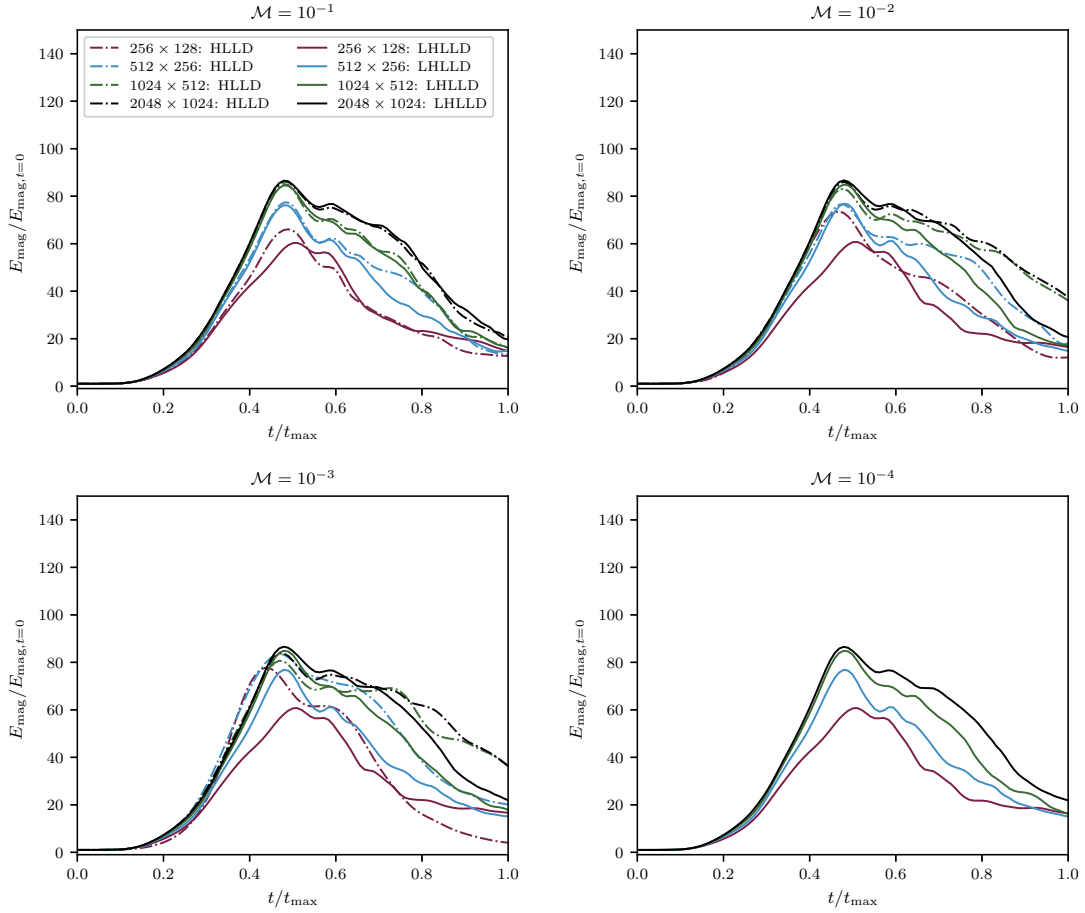 M = 10⁻¹
E_mag/E_mag,t=0
140
120
100
80
60
40
20
0
256 × 128: HLLD
512 × 256: HLLD
1024 × 512: HLLD
2048 × 1024: HLLD
256 × 128: LHLLD
512 × 256: LHLLD
1024 × 512: LHLLD
2048 × 1024: LHLLD
0.0 0.2 0.4 0.6 0.8 1.0
t/t_max
M = 10⁻²
E_mag/E_mag,t=0
140
120
100
80
60
40
20
0
0.0 0.2 0.4 0.6 0.8 1.0
t/t_max
M = 10⁻³
E_mag/E_mag,t=0
140
120
100
80
60
40
20
0
0.0 0.2 0.4 0.6 0.8 1.0
t/t_max
M = 10⁻⁴
E_mag/E_mag,t=0
140
120
100
80
60
40
20
0
0.0 0.2 0.4 0.6 0.8 1.0
t/t_max